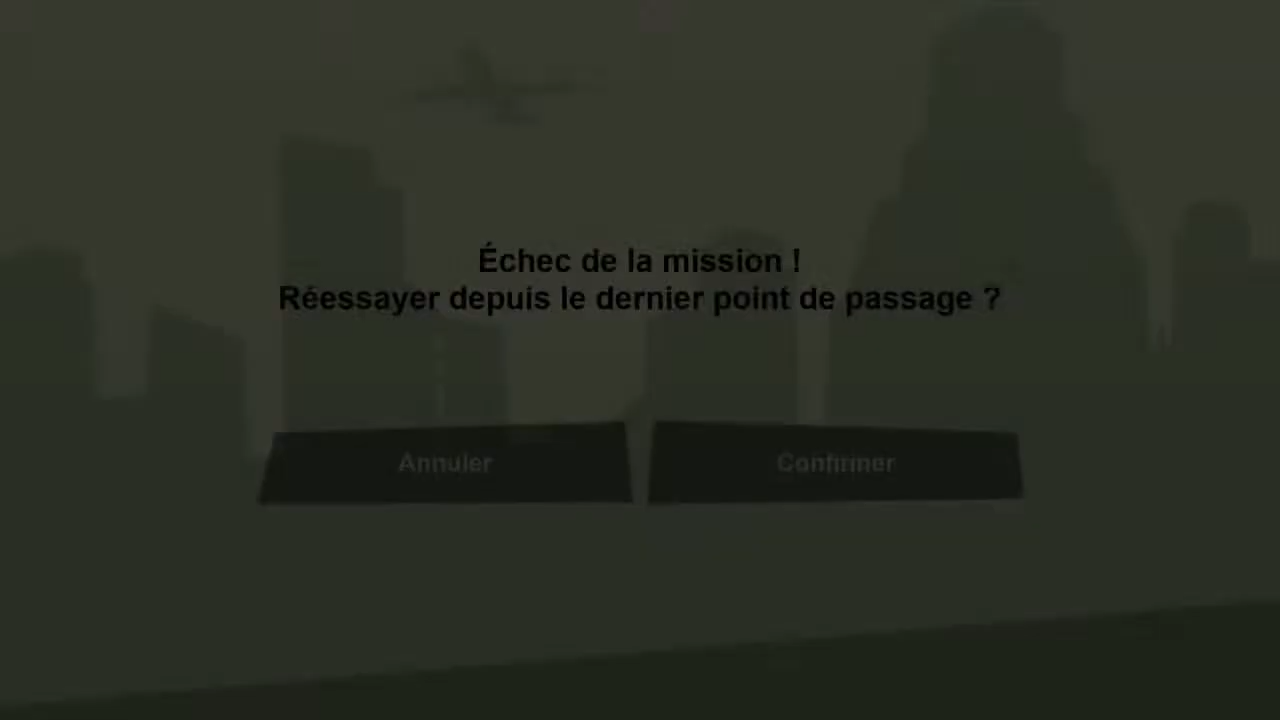 Échec de la mission !
Réessayer depuis le dernier point de passage ?
Annuler
Confirmer